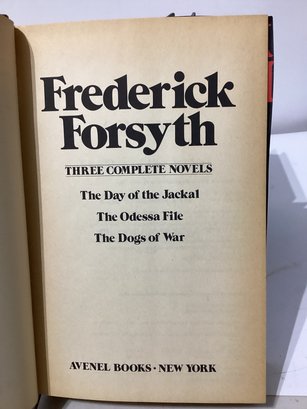 Frederick
Forsyth
THREE COMPLETE NOVELS
The Day of the Jackal
The Odessa File
The Dogs of War
AVENEL BOOKS • NEW YORK